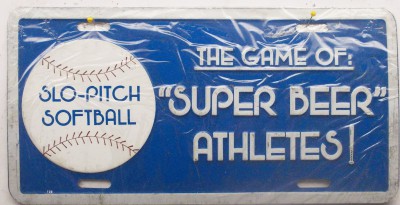 SLO-PITCH
SOFTBALL
THE GAME OF:
"SUPER BEER"
ATHLETES!